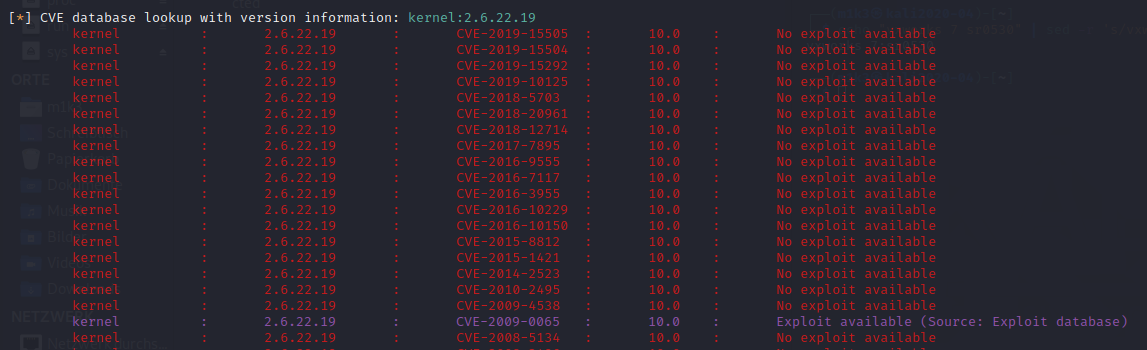 [*] CVE database lookup with version information: kernel:2.6.22.19
kernel : 2.6.22.19 : CVE-2019-15505 : 10.0 : No exploit available
kernel : 2.6.22.19 : CVE-2019-15504 : 10.0 : No exploit available
kernel : 2.6.22.19 : CVE-2019-15292 : 10.0 : No exploit available
kernel : 2.6.22.19 : CVE-2019-10125 : 10.0 : No exploit available
kernel : 2.6.22.19 : CVE-2018-5703 : 10.0 : No exploit available
kernel : 2.6.22.19 : CVE-2018-20961 : 10.0 : No exploit available
kernel : 2.6.22.19 : CVE-2018-12714 : 10.0 : No exploit available
kernel : 2.6.22.19 : CVE-2017-7895 : 10.0 : No exploit available
kernel : 2.6.22.19 : CVE-2016-9555 : 10.0 : No exploit available
kernel : 2.6.22.19 : CVE-2016-7117 : 10.0 : No exploit available
kernel : 2.6.22.19 : CVE-2016-3955 : 10.0 : No exploit available
kernel : 2.6.22.19 : CVE-2016-10229 : 10.0 : No exploit available
kernel : 2.6.22.19 : CVE-2016-10150 : 10.0 : No exploit available
kernel : 2.6.22.19 : CVE-2015-8812 : 10.0 : No exploit available
kernel : 2.6.22.19 : CVE-2015-1421 : 10.0 : No exploit available
kernel : 2.6.22.19 : CVE-2014-2523 : 10.0 : No exploit available
kernel : 2.6.22.19 : CVE-2010-2495 : 10.0 : No exploit available
kernel : 2.6.22.19 : CVE-2009-4538 : 10.0 : No exploit available
kernel : 2.6.22.19 : CVE-2009-0065 : 10.0 : Exploit available (Source: Exploit database)
kernel : 2.6.22.19 : CVE-2008-5134 : 10.0 : No exploit available
ORTE